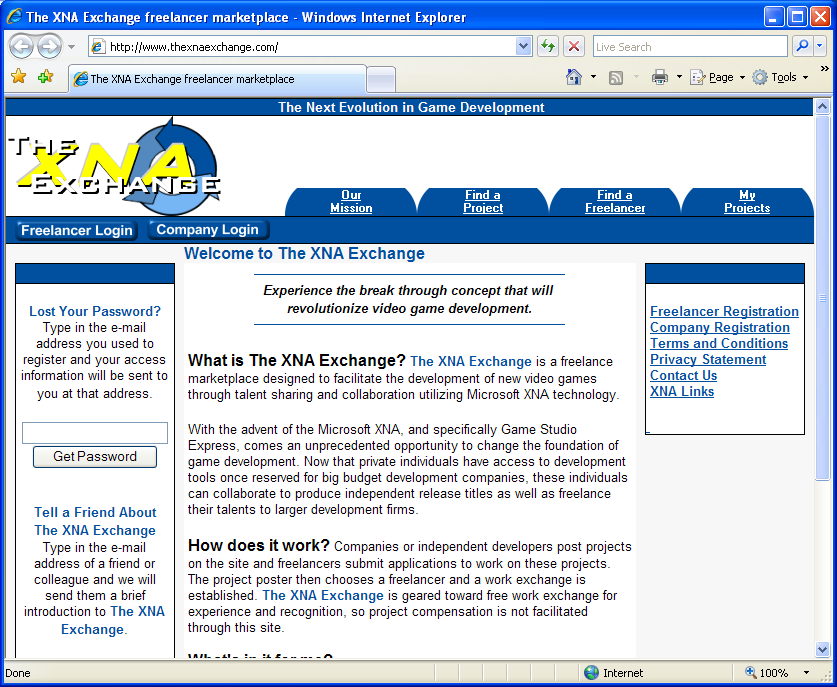 The XNA Exchange freelancer marketplace - Windows Internet Explorer
http://www.thexnaexchange.com/
Live Search
The XNA Exchange freelancer marketplace
Page
Tools
»
The Next Evolution in Game Development
THE
XNA
EXCHANGE
Our
Mission
Find a
Project
Find a
Freelancer
My
Projects
Freelancer Login
Company Login
Welcome to The XNA Exchange
Lost Your Password?
Type in the e-mail
address you used to
register and your access
information will be sent to
you at that address.
Get Password
Tell a Friend About
The XNA Exchange
Type in the e-mail
address of a friend or
colleague and we will
send them a brief
introduction to The XNA
Exchange.
Experience the break through concept that will
revolutionize video game development.
What is The XNA Exchange? The XNA Exchange is a freelance
marketplace designed to facilitate the development of new video games
through talent sharing and collaboration utilizing Microsoft XNA technology.
With the advent of the Microsoft XNA, and specifically Game Studio
Express, comes an unprecedented opportunity to change the foundation of
game development. Now that private individuals have access to development
tools once reserved for big budget development companies, these individuals
can collaborate to produce independent release titles as well as freelance
their talents to larger development firms.
How does it work? Companies or independent developers post projects
on the site and freelancers submit applications to work on these projects.
The project poster then chooses a freelancer and a work exchange is
established. The XNA Exchange is geared toward free work exchange for
experience and recognition, so project compensation is not facilitated
through this site.
What's in it for me?
Freelancer Registration
Company Registration
Terms and Conditions
Privacy Statement
Contact Us
XNA Links
Done
Internet
100%